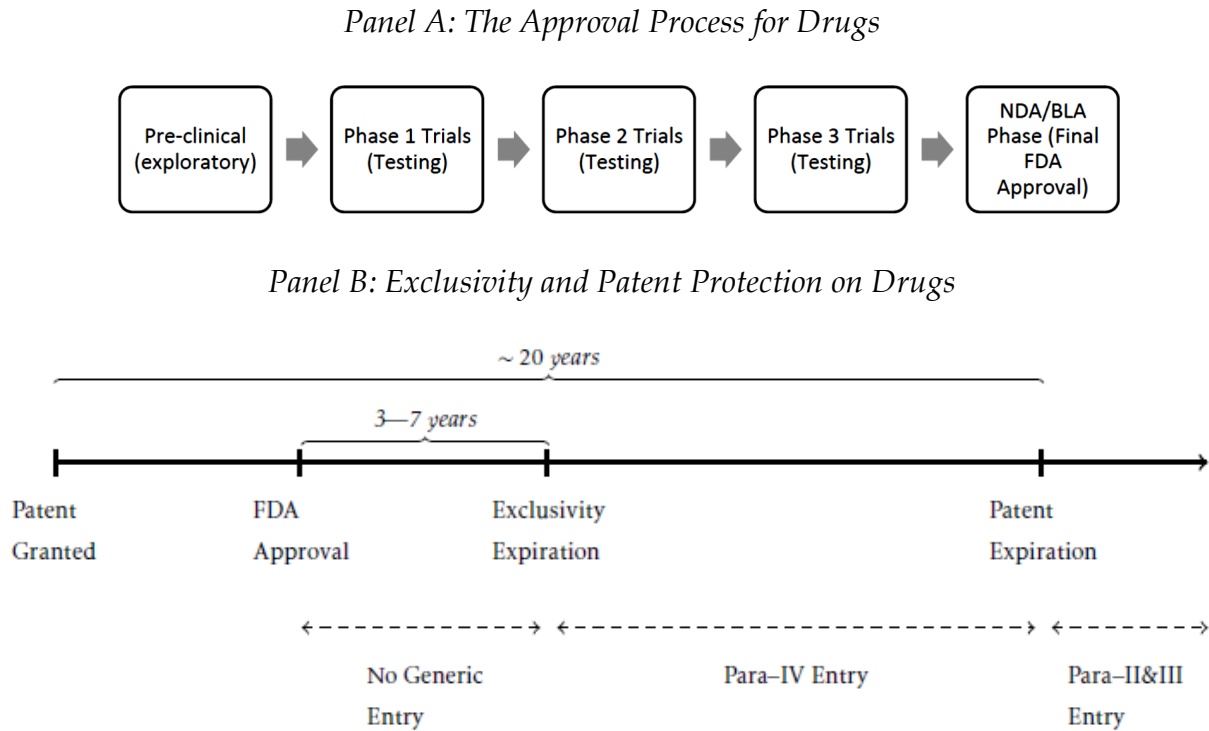 Panel A: The Approval Process for Drugs
Pre-clinical
(exploratory)
Phase 1 Trials
(Testing)
Phase 2 Trials
(Testing)
Phase 3 Trials
(Testing)
NDA/BLA
Phase (Final
FDA
Approval)
Panel B: Exclusivity and Patent Protection on Drugs
~ 20 years
3—7 years
Patent
Granted
FDA
Approval
Exclusivity
Expiration
Patent
Expiration
No Generic
Entry
Para–IV Entry
Para–II&III
Entry